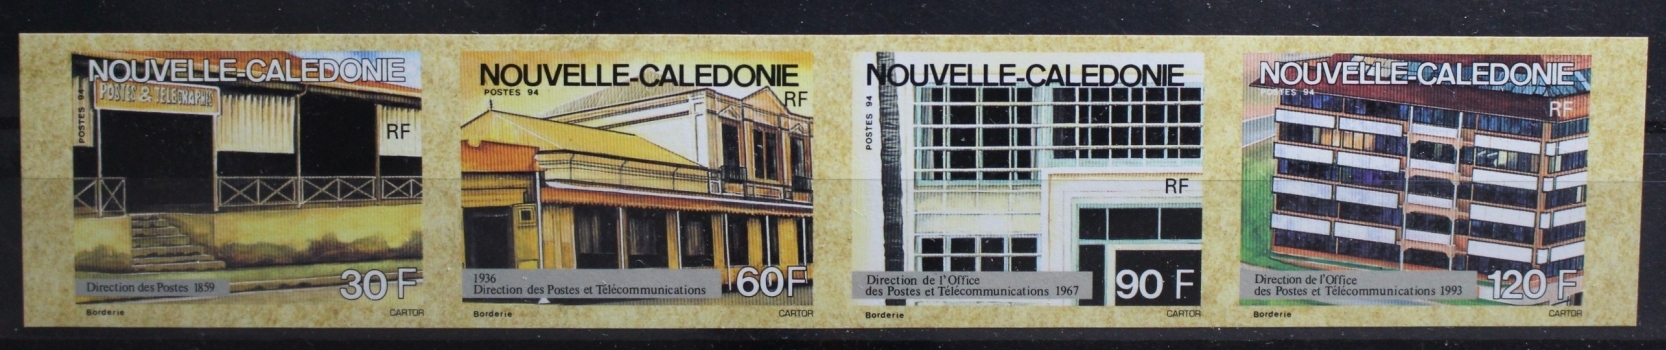 NOUVELLE-CALEDONIE
POSTES & TELEGRAPHES
POSTES 94
RF
Direction des Postes 1859
30 F
Borderie
CARTOR
NOUVELLE-CALEDONIE
POSTES 94
RF
1936
Direction des Postes et Télécommunications
60F
Borderie
CARTOR
NOUVELLE-CALEDONIE
POSTES 94
RF
Direction de l'Office
des Postes et Télécommunications 1967
90 F
Borderie
CARTOR
NOUVELLE-CALEDONIE
POSTES 94
RF
Direction de l'Office
des Postes et Télécommunications 1993
120 F
Borderie
CARTOR